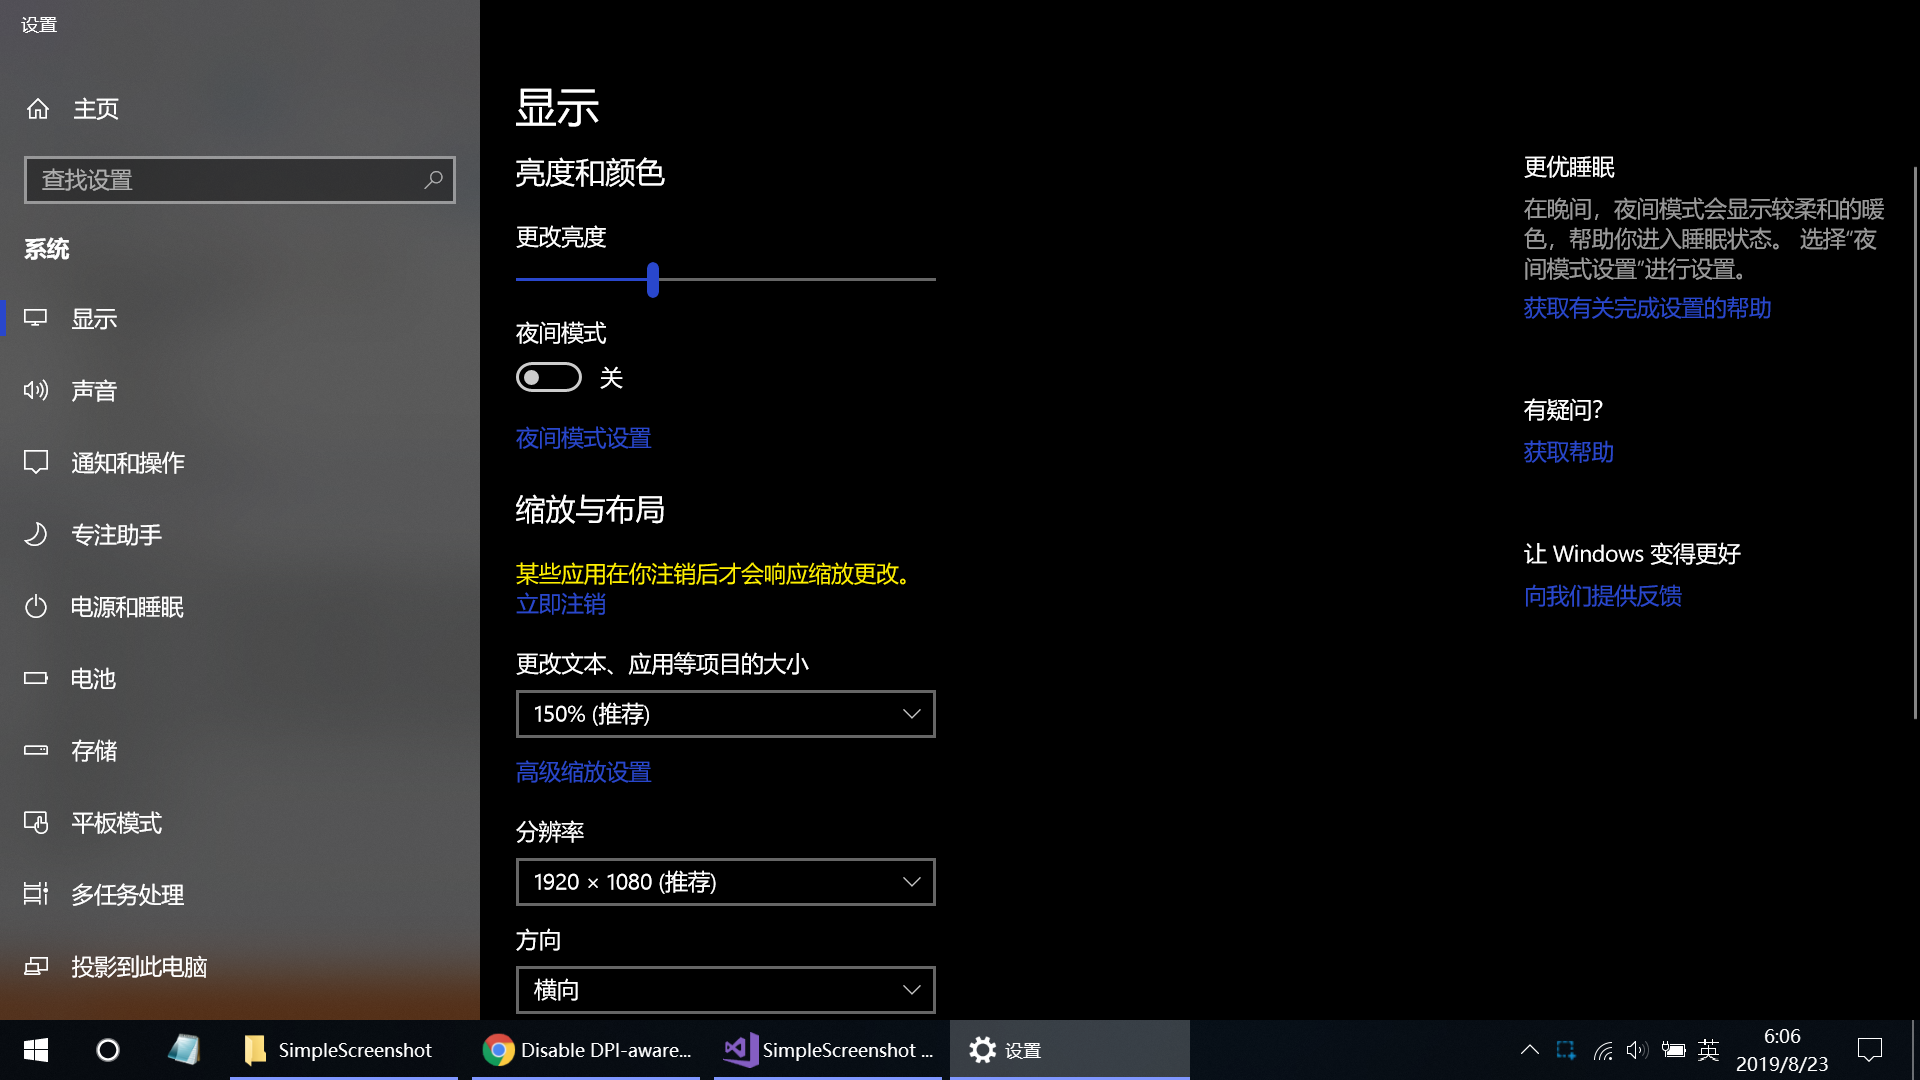 设置
主页
查找设置
系统
显示
声音
通知和操作
专注助手
电源和睡眠
电池
存储
平板模式
多任务处理
投影到此电脑
显示
亮度和颜色
更改亮度
夜间模式
关
夜间模式设置
缩放与布局
某些应用在你注销后才会响应缩放更改。
立即注销
更改文本、应用等项目的大小
150% (推荐)
高级缩放设置
分辨率
1920 × 1080 (推荐)
方向
横向
更优睡眠
在晚间，夜间模式会显示较柔和的暖
色，帮助你进入睡眠状态。 选择“夜
间模式设置”进行设置。
获取有关完成设置的帮助
有疑问?
获取帮助
让 Windows 变得更好
向我们提供反馈
SimpleScreenshot
Disable DPI-aware...
SimpleScreenshot ...
设置
英
6:06
2019/8/23